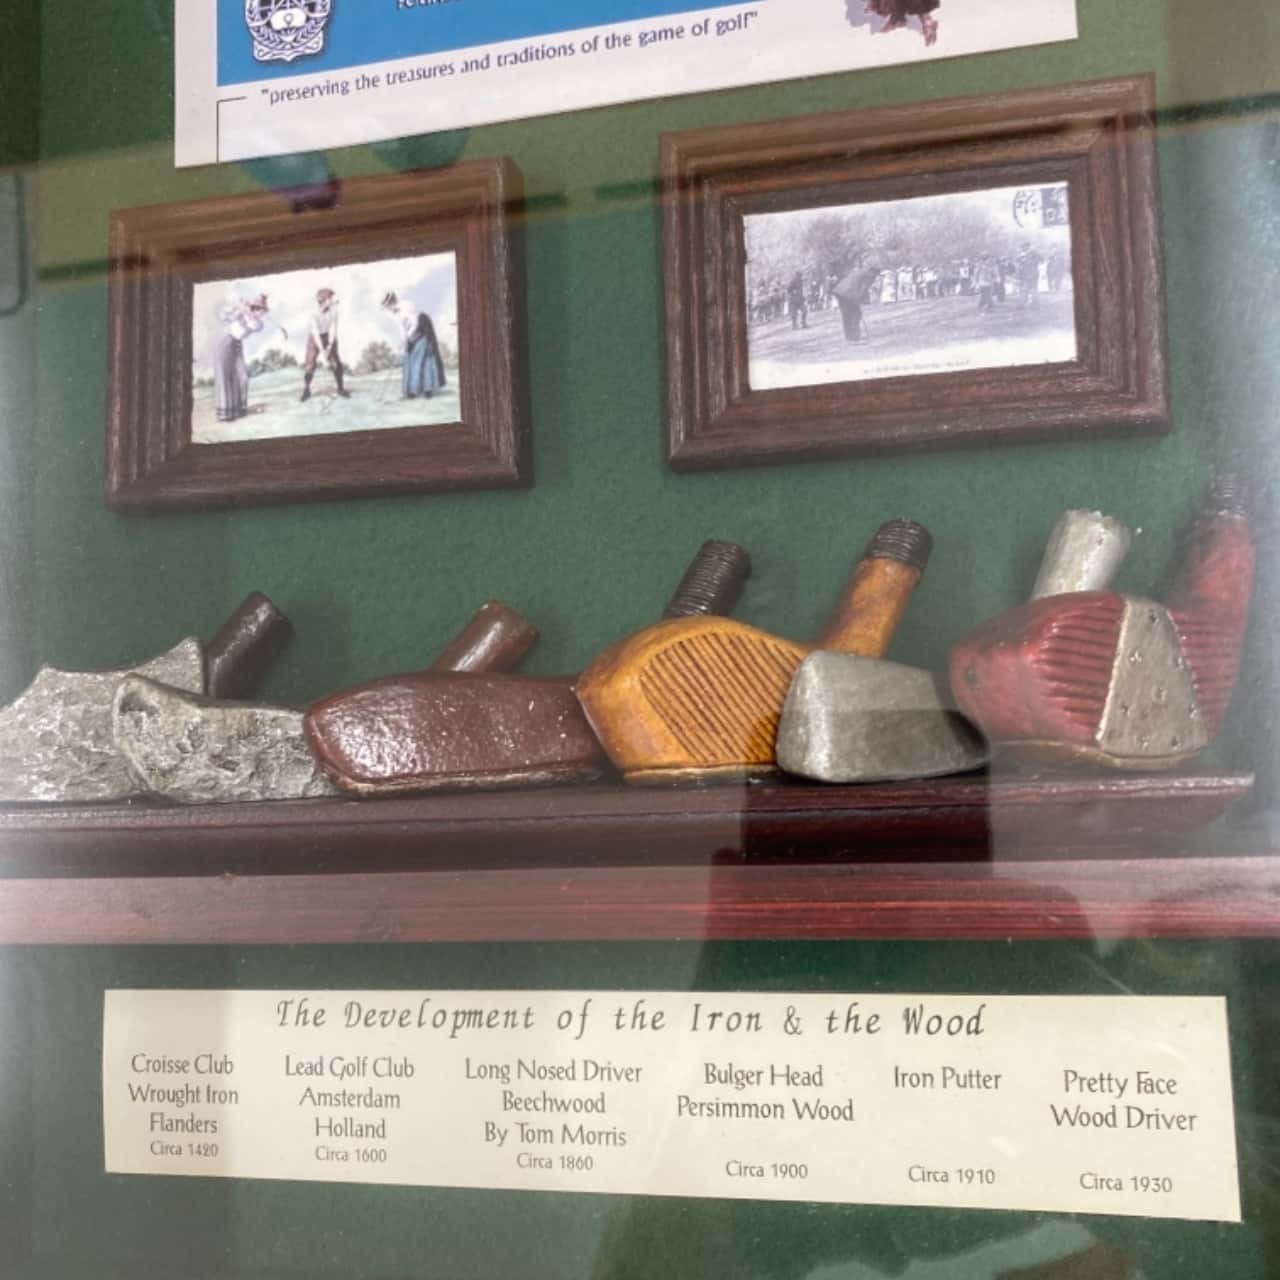 "preserving the treasures and traditions of the game of golf"
The Development of the Iron & the Wood
Croisse Club
Wrought Iron
Flanders
Circa 1420
Lead Golf Club
Amsterdam
Holland
Circa 1600
Long Nosed Driver
Beechwood
By Tom Morris
Circa 1860
Bulger Head
Persimmon Wood
Circa 1900
Iron Putter
Circa 1910
Pretty Face
Wood Driver
Circa 1930